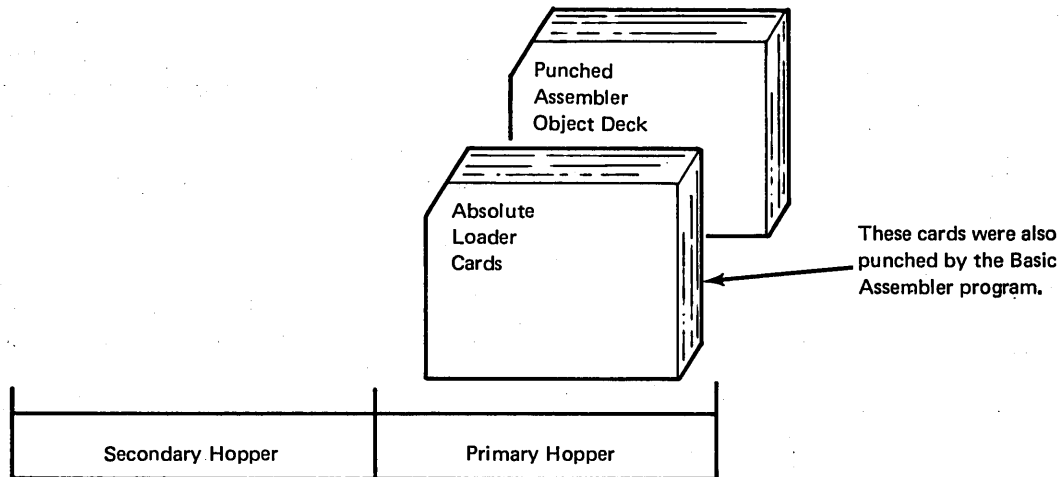 Punched
Assembler
Object Deck
Absolute
Loader
Cards
These cards were also
punched by the Basic
Assembler program.
Secondary Hopper
Primary Hopper